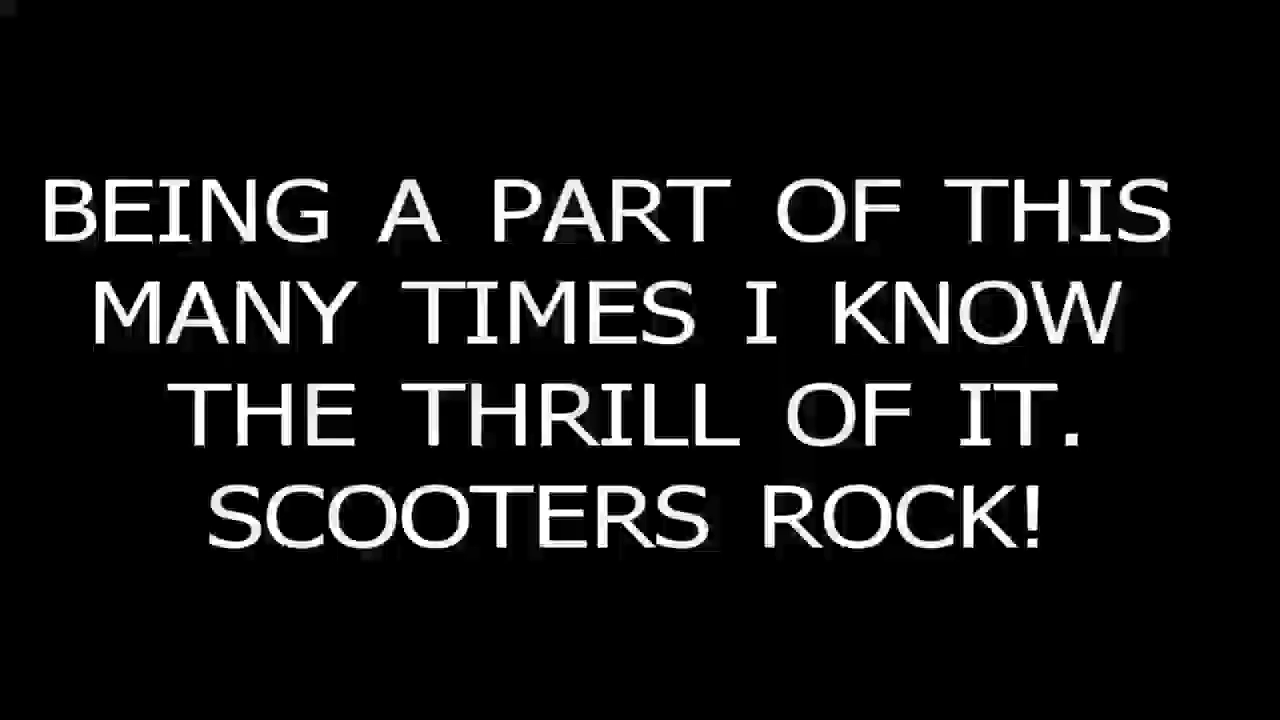 BEING A PART OF THIS
MANY TIMES I KNOW
THE THRILL OF IT.
SCOOTERS ROCK!